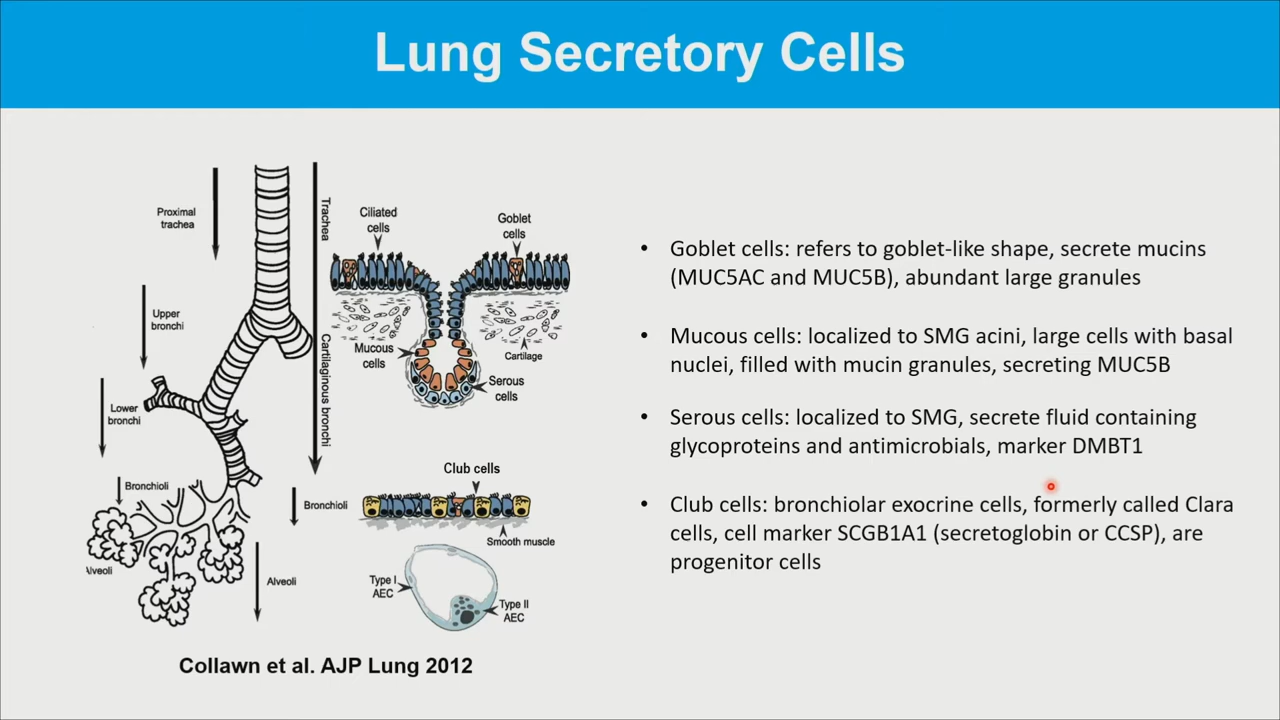 Lung Secretory Cells
Proximal
trachea
Upper
bronchi
Lower
bronchi
Bronchioli
Alveoli
Trachea
Cartilaginous bronchi
Bronchioli
Alveoli
Ciliated
cells
Goblet
cells
Mucous
cells
Cartilage
Serous
cells
Club cells
Smooth muscle
Type I
AEC
Type II
AEC
Collawn et al. AJP Lung 2012
• Goblet cells: refers to goblet-like shape, secrete mucins
(MUC5AC and MUC5B), abundant large granules
• Mucous cells: localized to SMG acini, large cells with basal
nuclei, filled with mucin granules, secreting MUC5B
• Serous cells: localized to SMG, secrete fluid containing
glycoproteins and antimicrobials, marker DMBT1
• Club cells: bronchiolar exocrine cells, formerly called Clara
cells, cell marker SCGB1A1 (secretoglobin or CCSP), are
progenitor cells